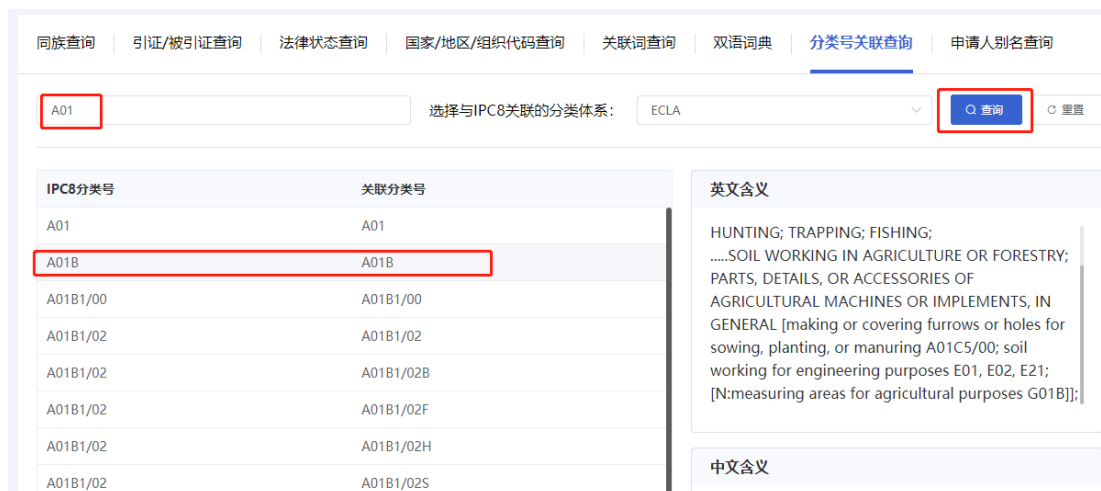 同族查询 引证/被引证查询 法律状态查询 国家/地区/组织代码查询 关联词查询 双语词典 分类号关联查询 申请人别名查询
A01 选择与IPC8关联的分类体系： ECLA 查询 重置
IPC8分类号 关联分类号
A01 A01
A01B A01B
A01B1/00 A01B1/00
A01B1/02 A01B1/02
A01B1/02 A01B1/02B
A01B1/02 A01B1/02F
A01B1/02 A01B1/02H
A01B1/02 A01B1/02S
英文含义
HUNTING; TRAPPING; FISHING;
.....SOIL WORKING IN AGRICULTURE OR FORESTRY;
PARTS, DETAILS, OR ACCESSORIES OF
AGRICULTURAL MACHINES OR IMPLEMENTS, IN
GENERAL [making or covering furrows or holes for
sowing, planting, or manuring A01C5/00; soil
working for engineering purposes E01, E02, E21;
[N:measuring areas for agricultural purposes G01B]];
中文含义